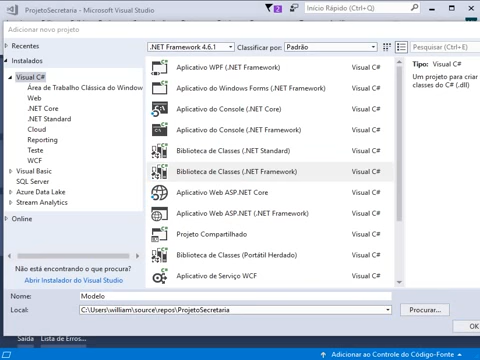 ProjetoSecretaria - Microsoft Visual Studio
2
Início Rápido (Ctrl+Q)
Adicionar novo projeto
Recentes
.NET Framework 4.6.1
Classificar por: Padrão
Pesquisar (Ctrl+E)
Instalados
Visual C#
Área de Trabalho Clássica do Window
Web
.NET Core
.NET Standard
Cloud
Reporting
Teste
WCF
Visual Basic
SQL Server
Azure Data Lake
Stream Analytics
Online
Não está encontrando o que procura?
Abrir Instalador do Visual Studio
Aplicativo WPF (.NET Framework) Visual C#
Aplicativo do Windows Forms (.NET Framework) Visual C#
Aplicativo do Console (.NET Core) Visual C#
Aplicativo do Console (.NET Framework) Visual C#
Biblioteca de Classes (.NET Standard) Visual C#
Biblioteca de Classes (.NET Framework) Visual C#
Aplicativo Web ASP.NET Core Visual C#
Aplicativo Web ASP.NET (.NET Framework) Visual C#
Projeto Compartilhado Visual C#
Biblioteca de Classes (Portátil Herdado) Visual C#
Aplicativo de Serviço WCF Visual C#
Tipo: Visual C#
Um projeto para criar
classes do C# (.dll)
Nome: Modelo
Local: C:\Users\william\source\repos\ProjetoSecretaria
Procurar...
OK
Saída Lista de Erros...
Adicionar ao Controle do Código-Fonte